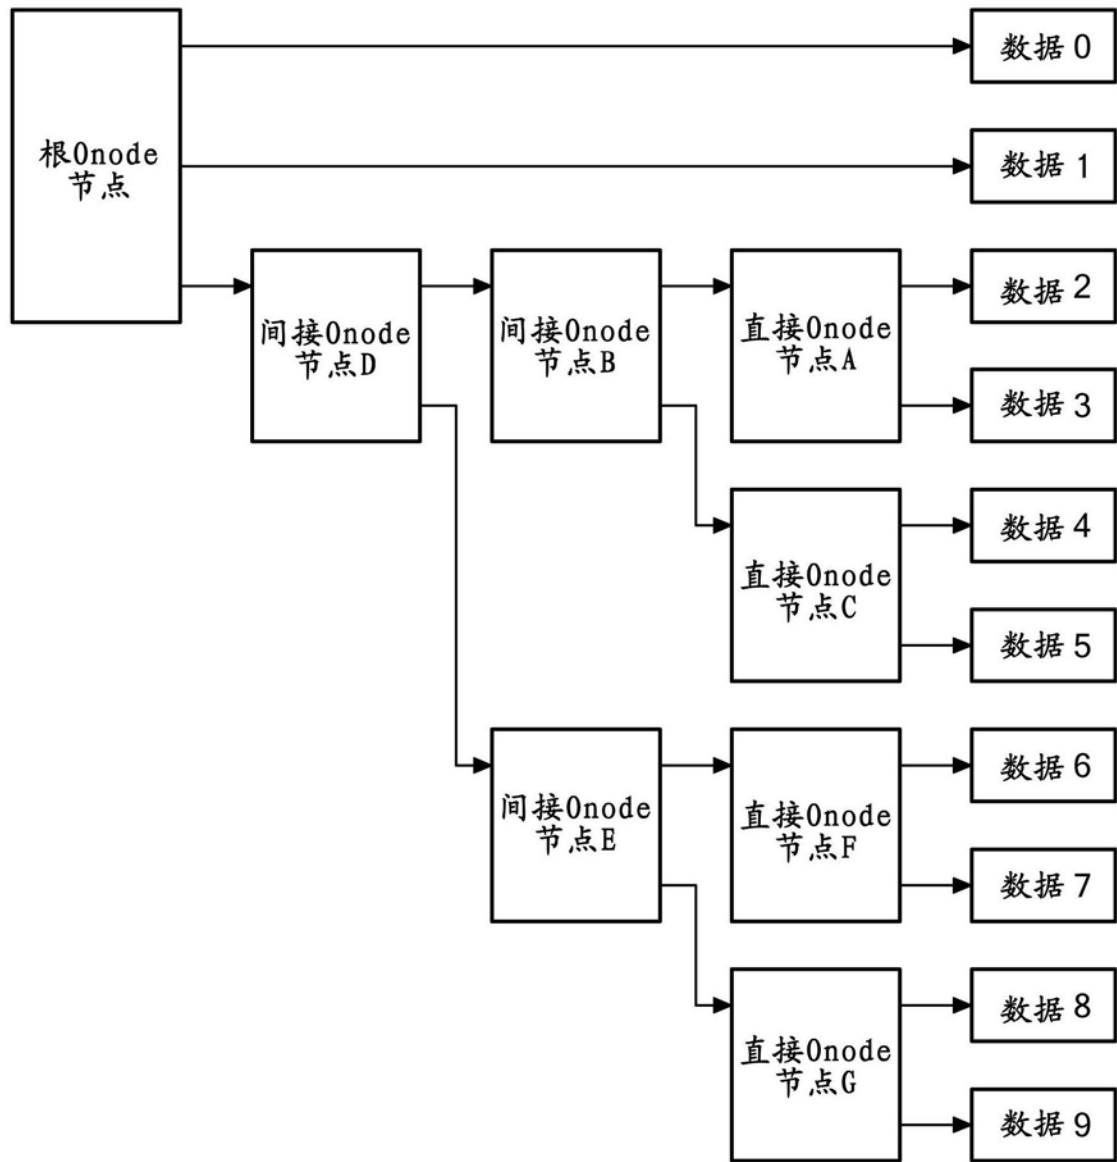 数据 0
根Onode
节点
数据 1
间接Onode
节点D
间接Onode
节点B
直接Onode
节点A
数据 2
数据 3
直接Onode
节点C
数据 4
数据 5
间接Onode
节点E
直接Onode
节点F
数据 6
数据 7
直接Onode
节点G
数据 8
数据 9